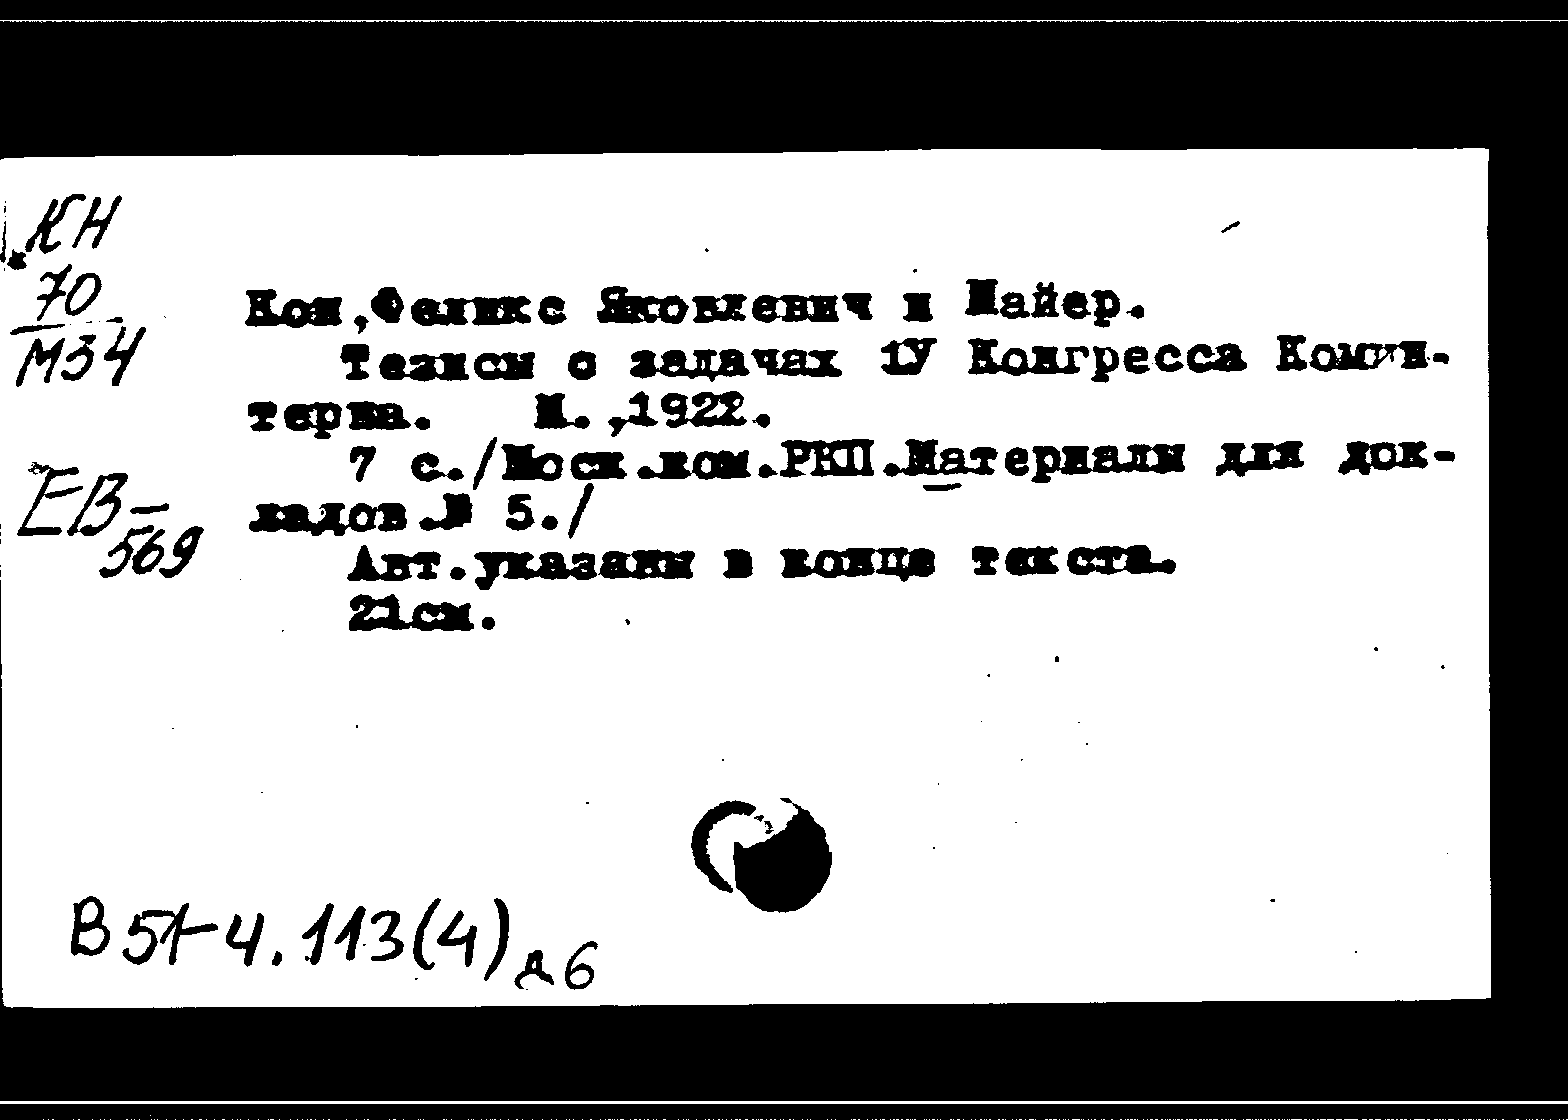 КН
70
М34
Кон,Феликс Яковлевич и Майер.
Тезисы о задачах 1У Конгресса Комин-
терна. М.,1922.
7 с./Моск.ком.РКП.Материалы для док-
ладов.№ 5./
ЕВ-
569
Авт.указаны в конце текста.
21см.
В 51-4.113(4) д6